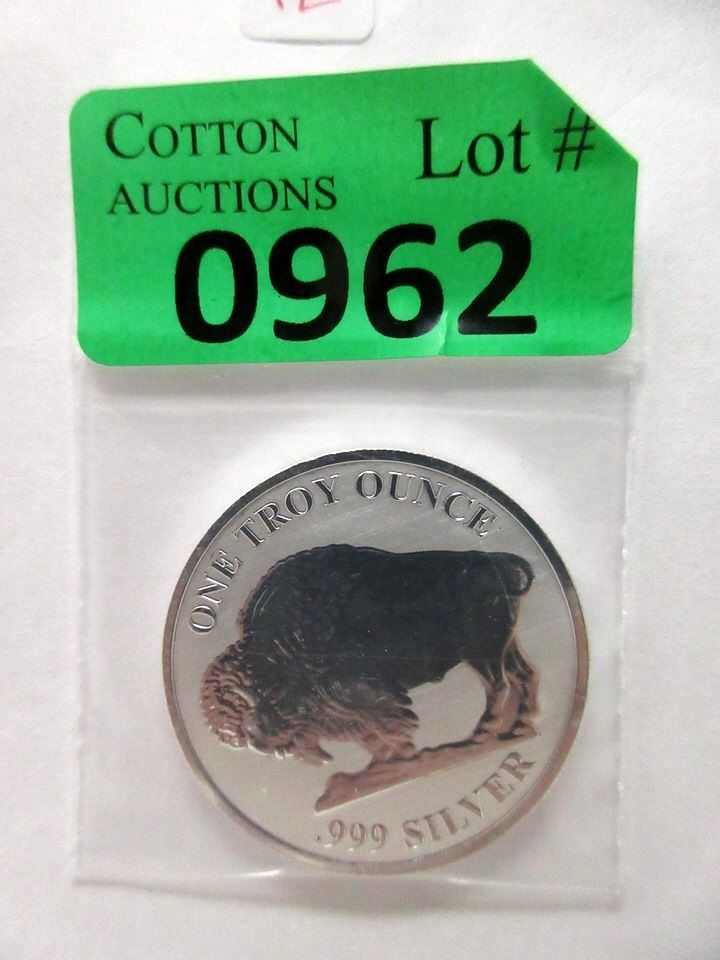 COTTON
AUCTIONS
Lot #
0962
ONE TROY OUNCE
.999 SILVER